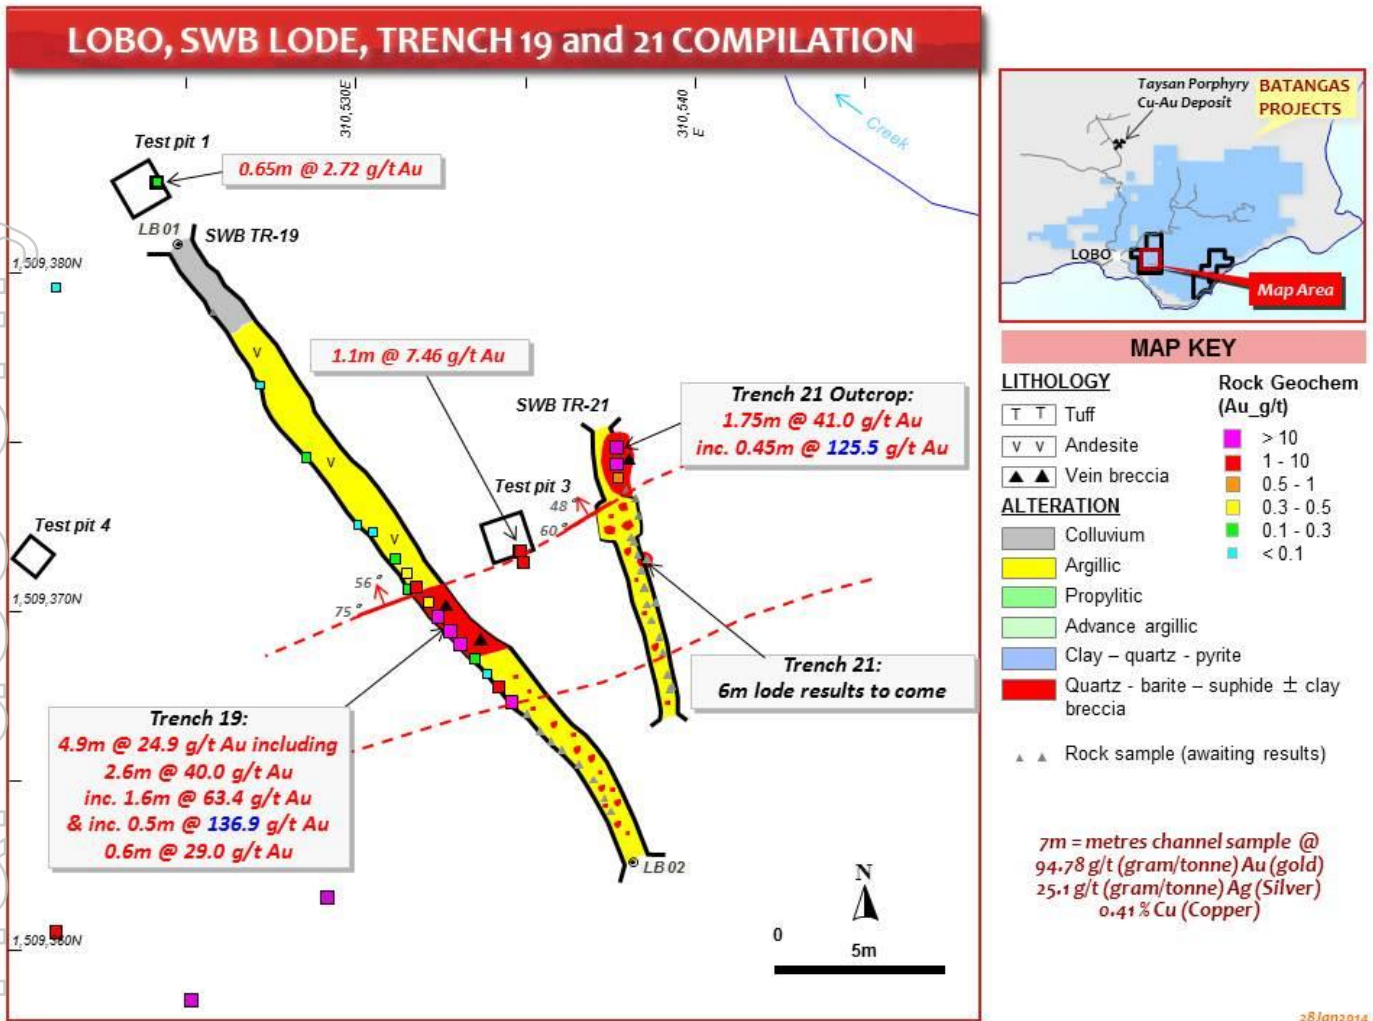 LOBO, SWB LODE, TRENCH 19 and 21 COMPILATION
310,530E
310,540
E
Creek
Test pit 1
0.65m @ 2.72 g/t Au
LB 01
SWB TR-19
1,509,380N
1.1m @ 7.46 g/t Au
SWB TR-21
Trench 21 Outcrop:
1.75m @ 41.0 g/t Au
inc. 0.45m @ 125.5 g/t Au
Test pit 3
48°
60°
Test pit 4
V
V
V
56°
75°
1,509,370N
Trench 21:
6m lode results to come
Trench 19:
4.9m @ 24.9 g/t Au including
2.6m @ 40.0 g/t Au
inc. 1.6m @ 63.4 g/t Au
& inc. 0.5m @ 136.9 g/t Au
0.6m @ 29.0 g/t Au
LB 02
N
0
5m
1,509,360N
Taysan Porphyry
Cu-Au Deposit
BATANGAS
PROJECTS
LOBO
Map Area
MAP KEY
LITHOLOGY
T T Tuff
v v Andesite
Vein breccia
ALTERATION
Colluvium
Argillic
Propylitic
Advance argillic
Clay – quartz - pyrite
Quartz - barite – suphide ± clay
breccia
Rock sample (awaiting results)
Rock Geochem
(Au_g/t)
> 10
1 - 10
0.5 - 1
0.3 - 0.5
0.1 - 0.3
< 0.1
7m = metres channel sample @
94.78 g/t (gram/tonne) Au (gold)
25.1 g/t (gram/tonne) Ag (Silver)
0.41 % Cu (Copper)
28Jan2014